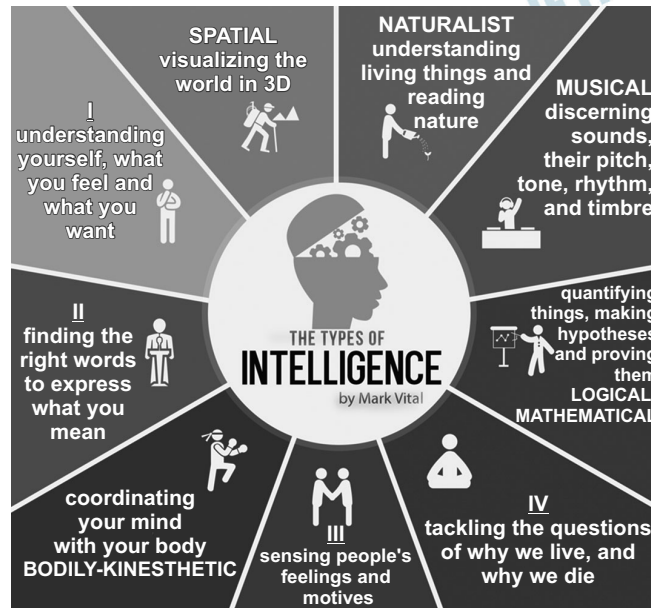 SPATIAL
visualizing the
world in 3D
NATURALIST
understanding
living things and
reading
nature
MUSICAL
discerning
sounds,
their pitch,
tone, rhythm,
and timbre
I
understanding
yourself, what
you feel and
what you
want
THE TYPES OF
INTELLIGENCE
by Mark Vital
quantifying
things, making
hypotheses
and proving
them
LOGICAL
MATHEMATICAL
II
finding the
right words
to express
what you
mean
coordinating
your mind
with your body
BODILY-KINESTHETIC
III
sensing people's
feelings and
motives
IV
tackling the questions
of why we live, and
why we die